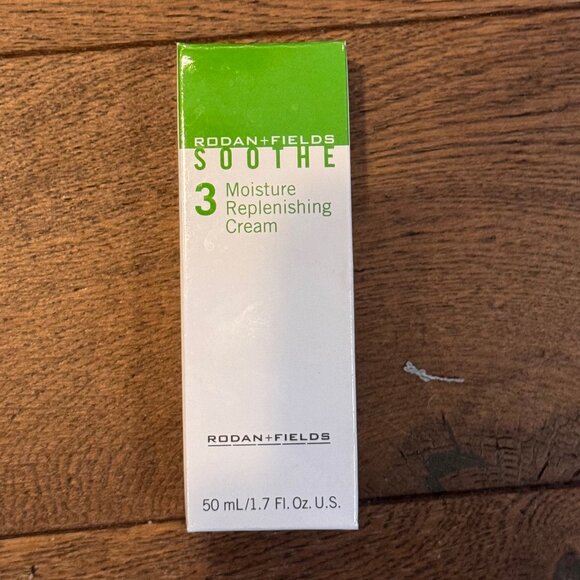 RODAN+FIELDS
SOOTHE
3 Moisture
Replenishing
Cream
RODAN+FIELDS
50 mL/1.7 Fl.Oz. U.S.